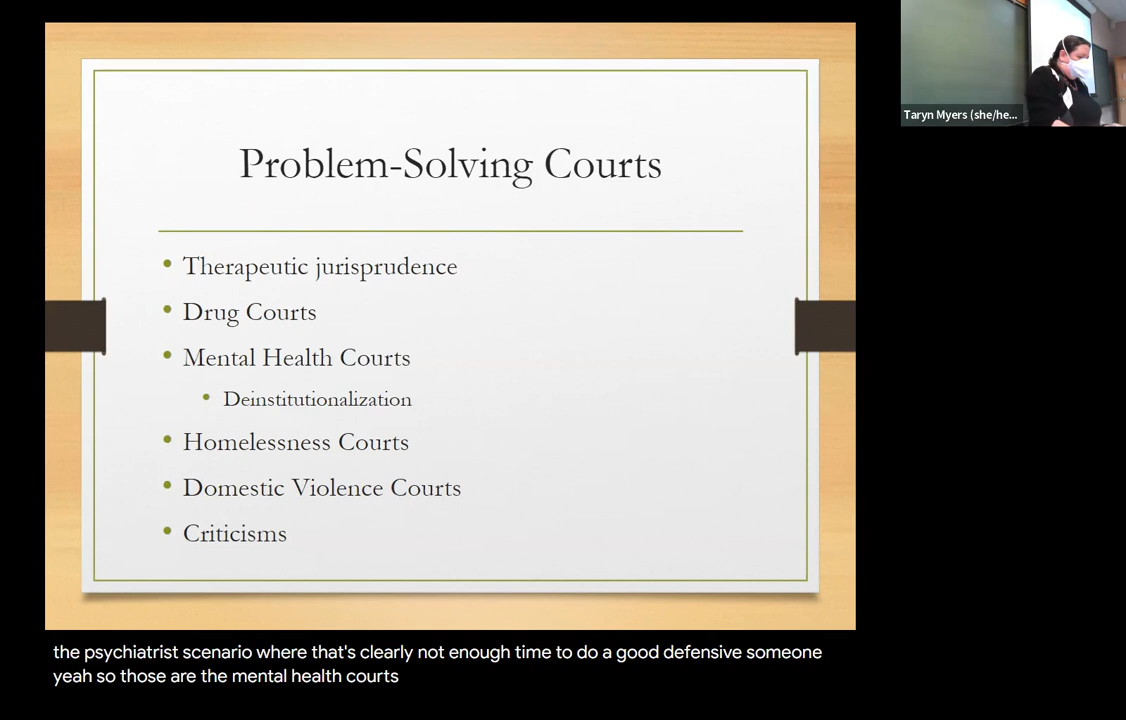 Problem-Solving Courts
Therapeutic jurisprudence
Drug Courts
Mental Health Courts
Deinstitutionalization
Homelessness Courts
Domestic Violence Courts
Criticisms
Taryn Myers (she/he...
the psychiatrist scenario where that's clearly not enough time to do a good defensive someone
yeah so those are the mental health courts